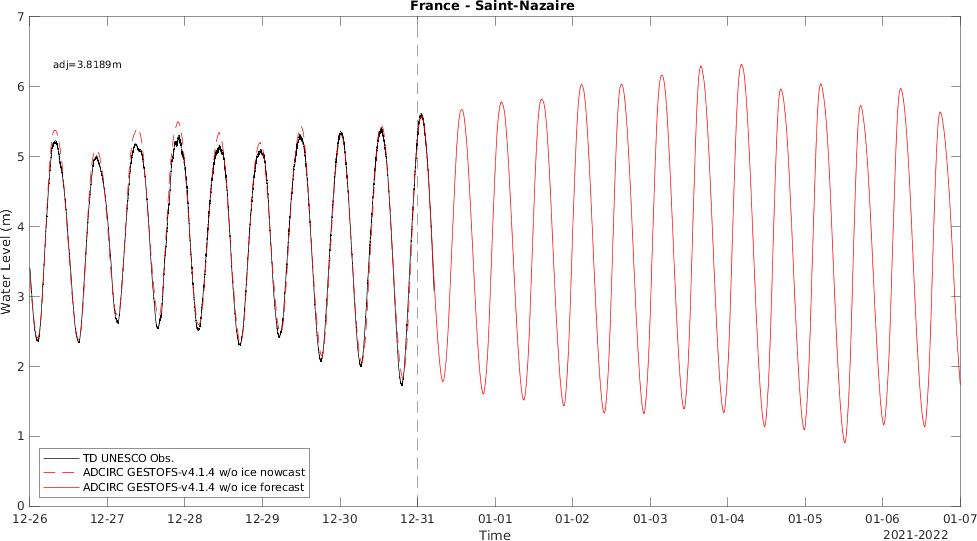 France - Saint-Nazaire
7
adj=3.8189m
6
5
4
3
2
1
0
Water Level (m)
TD UNESCO Obs.
ADCIRC GESTOFS-v4.1.4 w/o ice nowcast
ADCIRC GESTOFS-v4.1.4 w/o ice forecast
12-26 12-27 12-28 12-29 12-30 12-31 01-01 01-02 01-03 01-04 01-05 01-06 01-07
Time
2021-2022